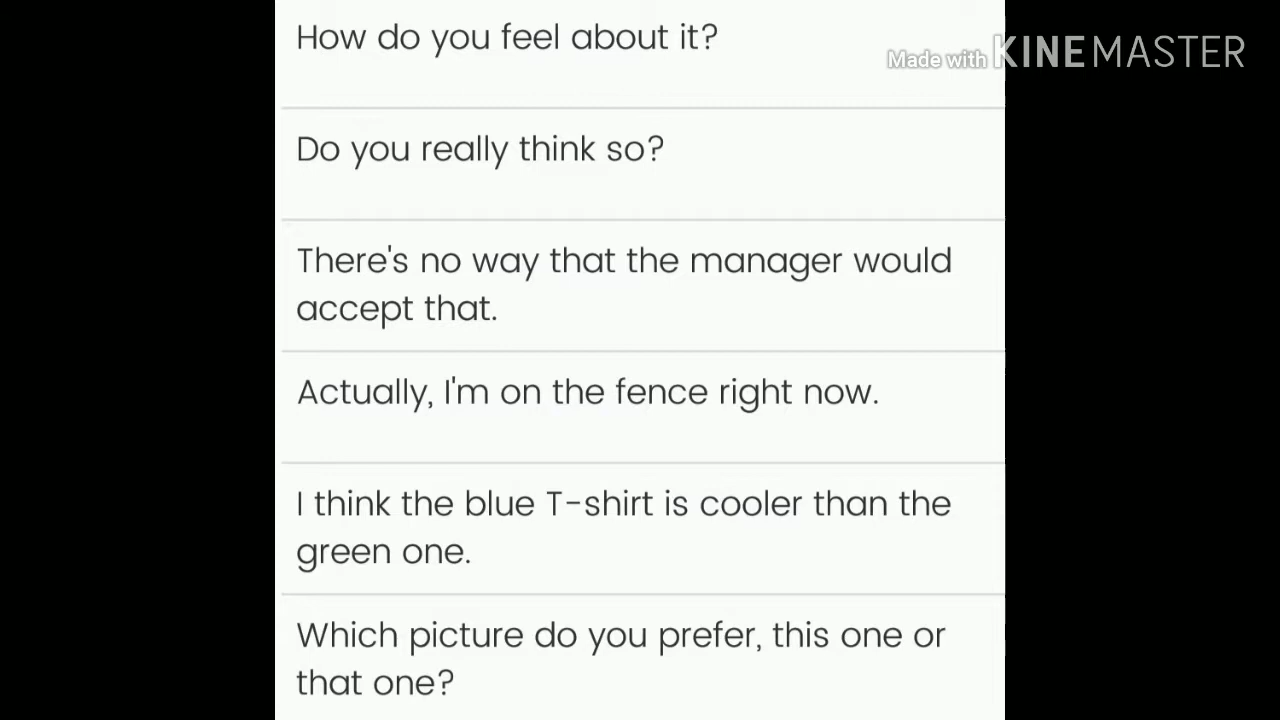 How do you feel about it?
Made with KINEMASTER
Do you really think so?
There's no way that the manager would
accept that.
Actually, I'm on the fence right now.
I think the blue T-shirt is cooler than the
green one.
Which picture do you prefer, this one or
that one?